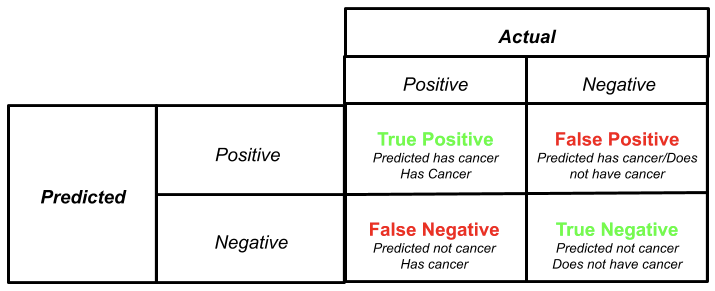 Actual
Positive
Negative
Predicted
Positive
True Positive
Predicted has cancer
Has Cancer
False Positive
Predicted has cancer/Does
not have cancer
Negative
False Negative
Predicted not cancer
Has cancer
True Negative
Predicted not cancer
Does not have cancer